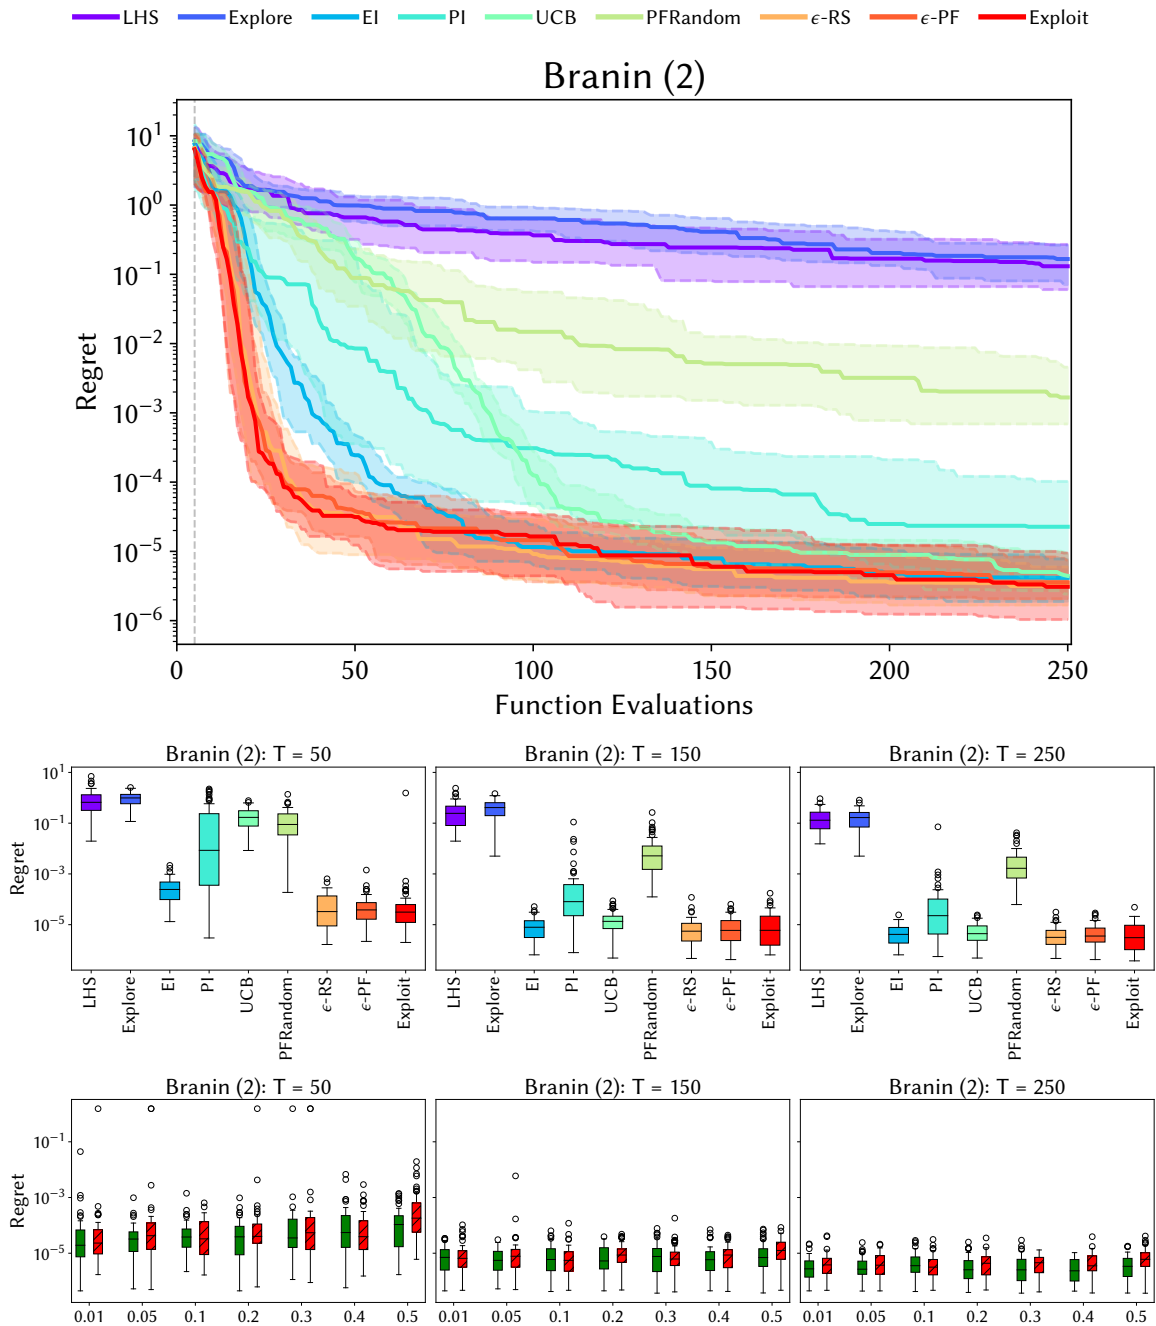 LHS Explore EI PI UCB PFRandom ϵ-RS ϵ-PF Exploit
Branin (2)
Regret
10^1
10^0
10^−1
10^−2
10^−3
10^−4
10^−5
10^−6
0 50 100 150 200 250
Function Evaluations
Branin (2): T = 50 Branin (2): T = 150 Branin (2): T = 250
Regret
10^1
10^−1
10^−3
10^−5
LHS Explore EI PI UCB PFRandom ϵ-RS ϵ-PF Exploit LHS Explore EI PI UCB PFRandom ϵ-RS ϵ-PF Exploit LHS Explore EI PI UCB PFRandom ϵ-RS ϵ-PF Exploit
Branin (2): T = 50 Branin (2): T = 150 Branin (2): T = 250
Regret
10^−1
10^−3
10^−5
0.01 0.05 0.1 0.2 0.3 0.4 0.5 0.01 0.05 0.1 0.2 0.3 0.4 0.5 0.01 0.05 0.1 0.2 0.3 0.4 0.5